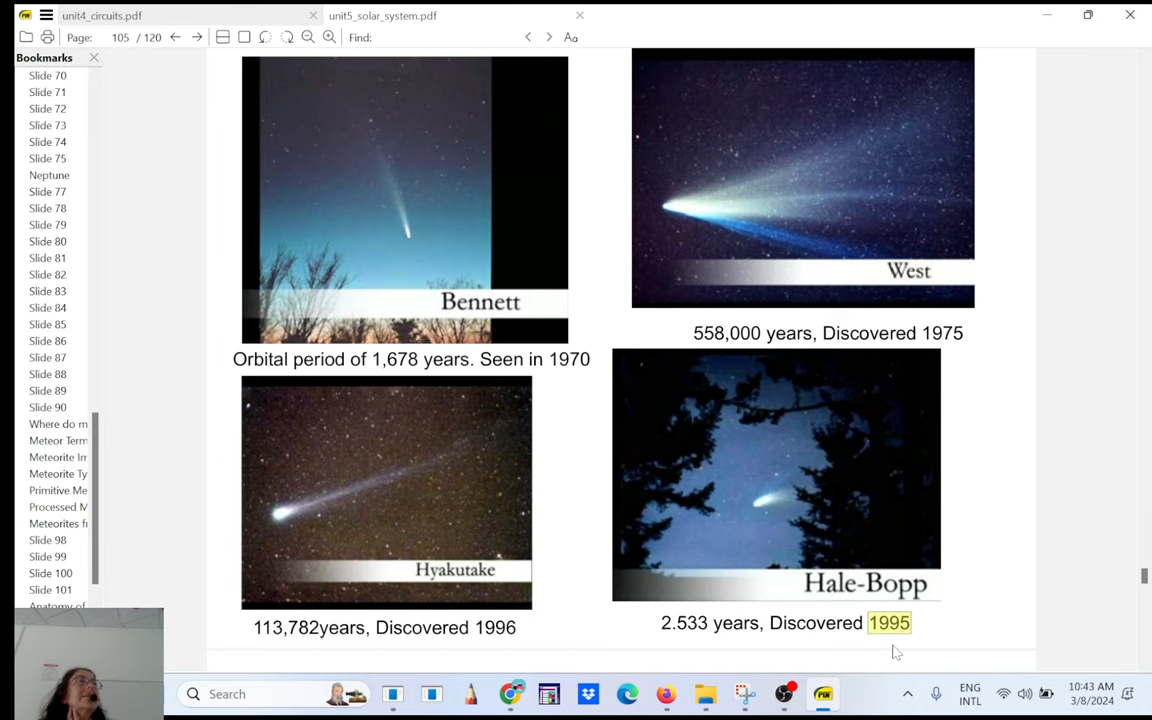 unit4_circuits.pdf
unit5_solar_system.pdf
Page: 105 / 120
Find:
Aa
Bookmarks
Slide 70
Slide 71
Slide 72
Slide 73
Slide 74
Slide 75
Neptune
Slide 77
Slide 78
Slide 79
Slide 80
Slide 81
Slide 82
Slide 83
Slide 84
Slide 85
Slide 86
Slide 87
Slide 88
Slide 89
Slide 90
Where do m
Meteor Term
Meteorite Im
Meteorite Ty
Primitive Me
Processed M
Meteorites fr
Slide 98
Slide 99
Slide 100
Slide 101
Anatomy of
Bennett
Orbital period of 1,678 years. Seen in 1970
West
558,000 years, Discovered 1975
Hyakutake
113,782years, Discovered 1996
Hale-Bopp
2.533 years, Discovered 1995
Search
PDF
ENG
INTL
10:43 AM
3/8/2024